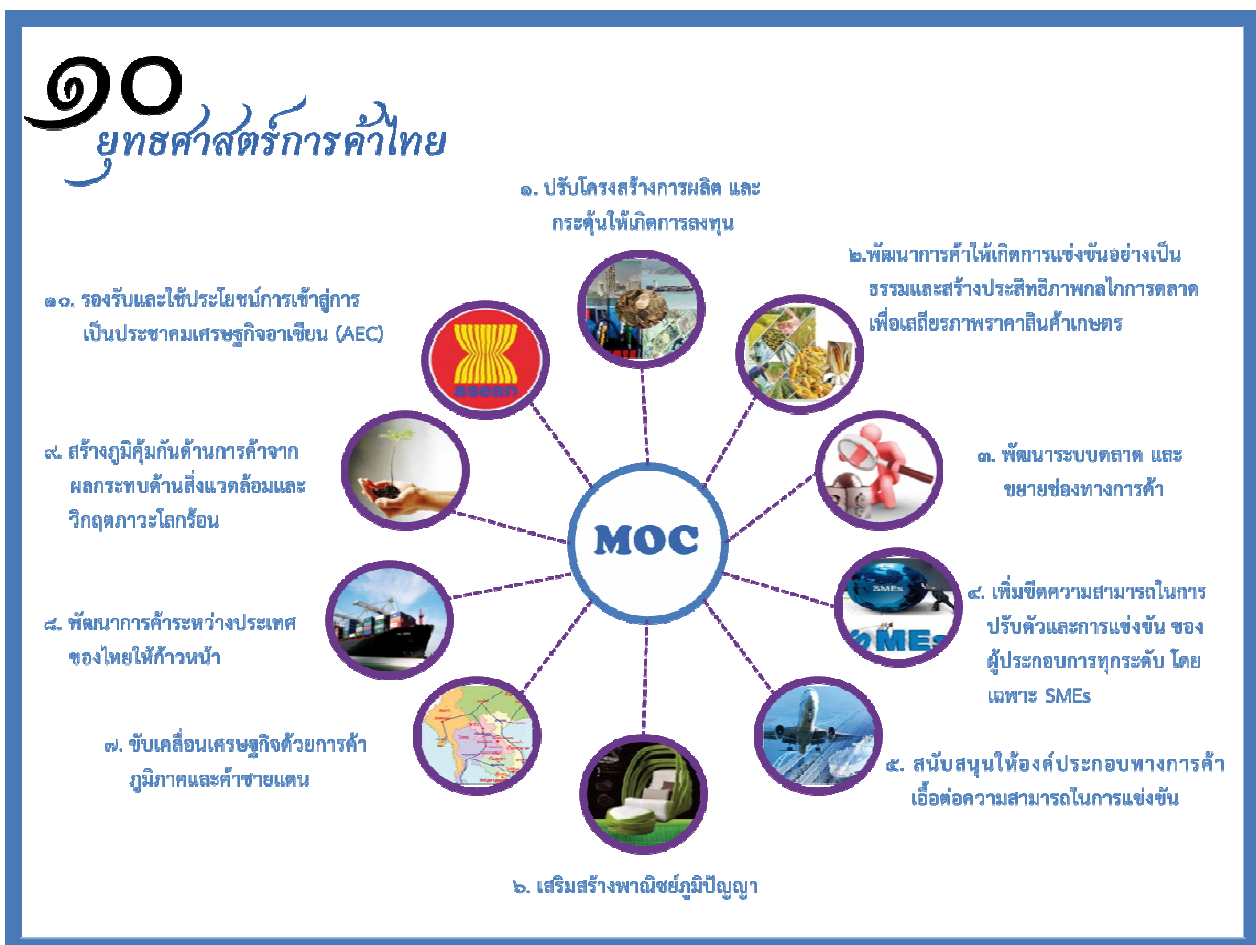 ๑๐
ยุทธศาสตร์การค้าไทย
๑. ปรับโครงสร้างการผลิต และ
กระตุ้นให้เกิดการลงทุน
๒.พัฒนาการค้าให้เกิดการแข่งขันอย่างเป็น
ธรรมและสร้างประสิทธิภาพกลไกการตลาด
เพื่อเสถียรภาพราคาสินค้าเกษตร
๓. พัฒนาระบบตลาด และ
ขยายช่องทางการค้า
๔. เพิ่มขีดความสามารถในการ
ปรับตัวและการแข่งขัน ของ
ผู้ประกอบการทุกระดับ โดย
เฉพาะ SMEs
๕. สนับสนุนให้องค์ประกอบทางการค้า
เอื้อต่อความสามารถในการแข่งขัน
๖. เสริมสร้างพาณิชย์ภูมิปัญญา
๗. ขับเคลื่อนเศรษฐกิจด้วยการค้า
ภูมิภาคและค้าชายแดน
๘. พัฒนาการค้าระหว่างประเทศ
ของไทยให้ก้าวหน้า
๙. สร้างภูมิคุ้มกันด้านการค้าจาก
ผลกระทบด้านสิ่งแวดล้อมและ
วิกฤตภาวะโลกร้อน
๑๐. รองรับและใช้ประโยชน์การเข้าสู่การ
เป็นประชาคมเศรษฐกิจอาเซียน (AEC)
asean
MOC
SMEs
SMEs